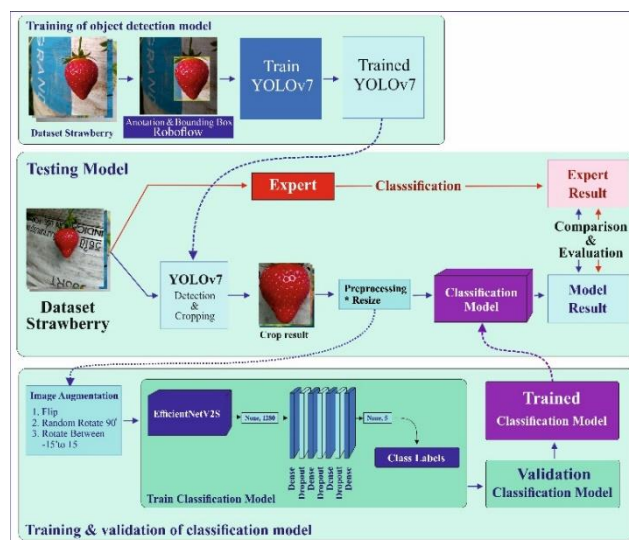 Training of object detection model
Train
YOLOv7
Trained
YOLOv7
Dataset Strawberry
Anotation & Bounding Box
Roboflow
Testing Model
Expert
Classsification
Expert
Result
Comparison
&
Evaluation
Dataset
Strawberry
YOLOv7
Detection
&
Cropping
Crop result
Preprocessing
* Resize
Classification
Model
Model
Result
Image Augmentation
1. Flip
2. Random Rotate 90°
3. Rotate Between
-15° to 15
EfficientNetV2S
None, 1280
None, 5
Dense
Dropout
Dense
Dropout
Dense
Dropout
Dense
Class Labels
Train Classification Model
Trained
Classification Model
Validation
Classification Model
Training & validation of classification model